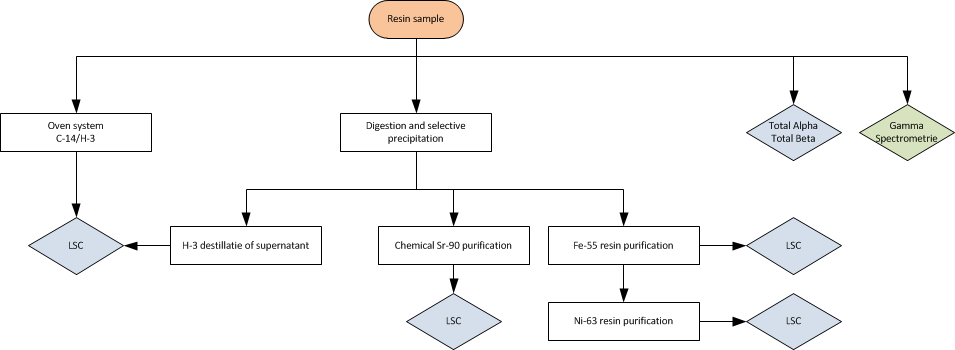 Resin sample
Oven system
C-14/H-3
Digestion and selective
precipitation
Total Alpha
Total Beta
Gamma
Spectrometrie
LSC
H-3 destillatie of supernatant
Chemical Sr-90 purification
Fe-55 resin purification
LSC
LSC
Ni-63 resin purification
LSC